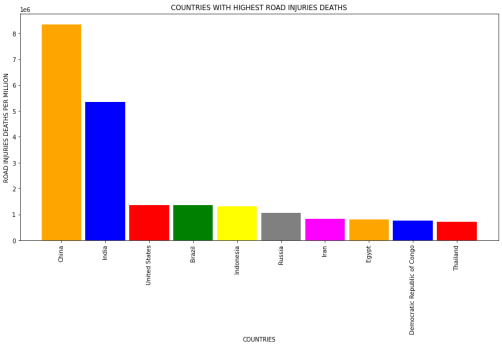 COUNTRIES WITH HIGHEST ROAD INJURIES DEATHS
1e6
8
7
6
5
4
3
2
1
0
ROAD INJURIES DEATHS PER MILLION
China
India
United States
Brazil
Indonesia
Russia
Iran
Egypt
Democratic Republic of Congo
Thailand
COUNTRIES